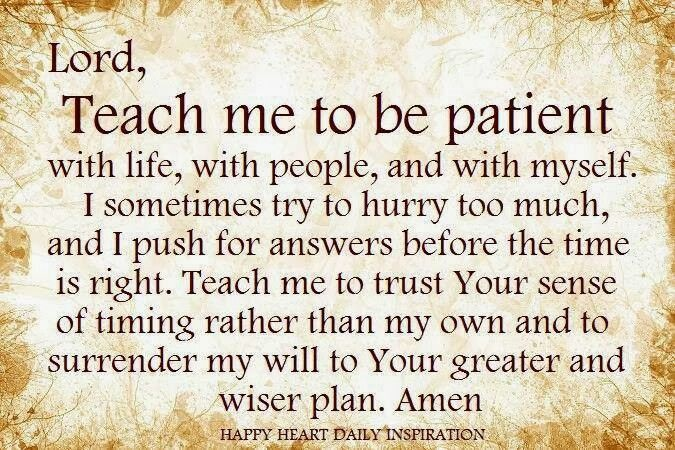 Lord,
Teach me to be patient
with life, with people, and with myself.
I sometimes try to hurry too much,
and I push for answers before the time
is right. Teach me to trust Your sense
of timing rather than my own and to
surrender my will to Your greater and
wiser plan. Amen
HAPPY HEART DAILY INSPIRATION